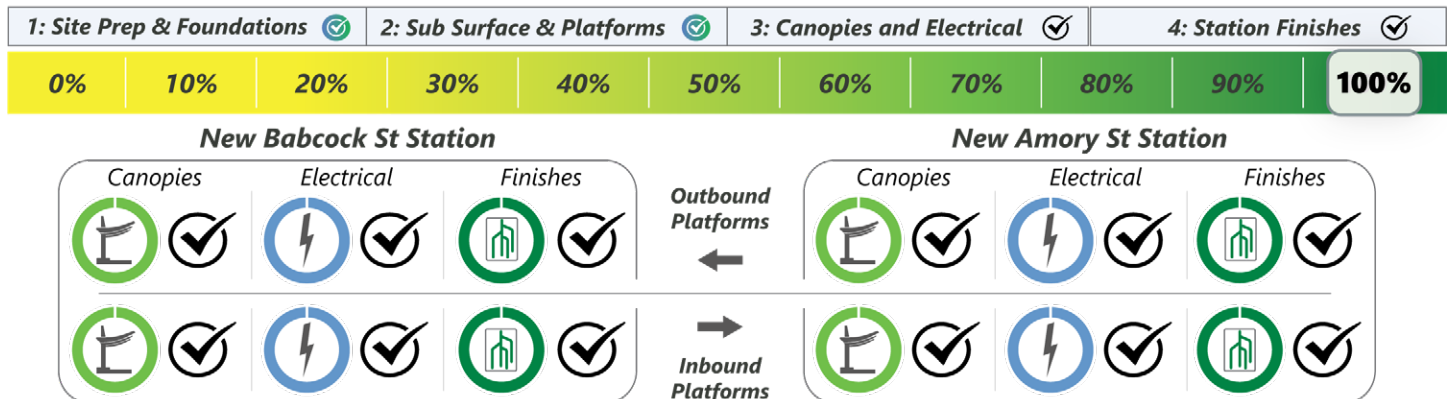 1: Site Prep & Foundations
2: Sub Surface & Platforms
3: Canopies and Electrical
4: Station Finishes
0% 10% 20% 30% 40% 50% 60% 70% 80% 90% 100%
New Babcock St Station
New Amory St Station
Canopies Electrical Finishes
Outbound
Platforms
Canopies Electrical Finishes
Inbound
Platforms